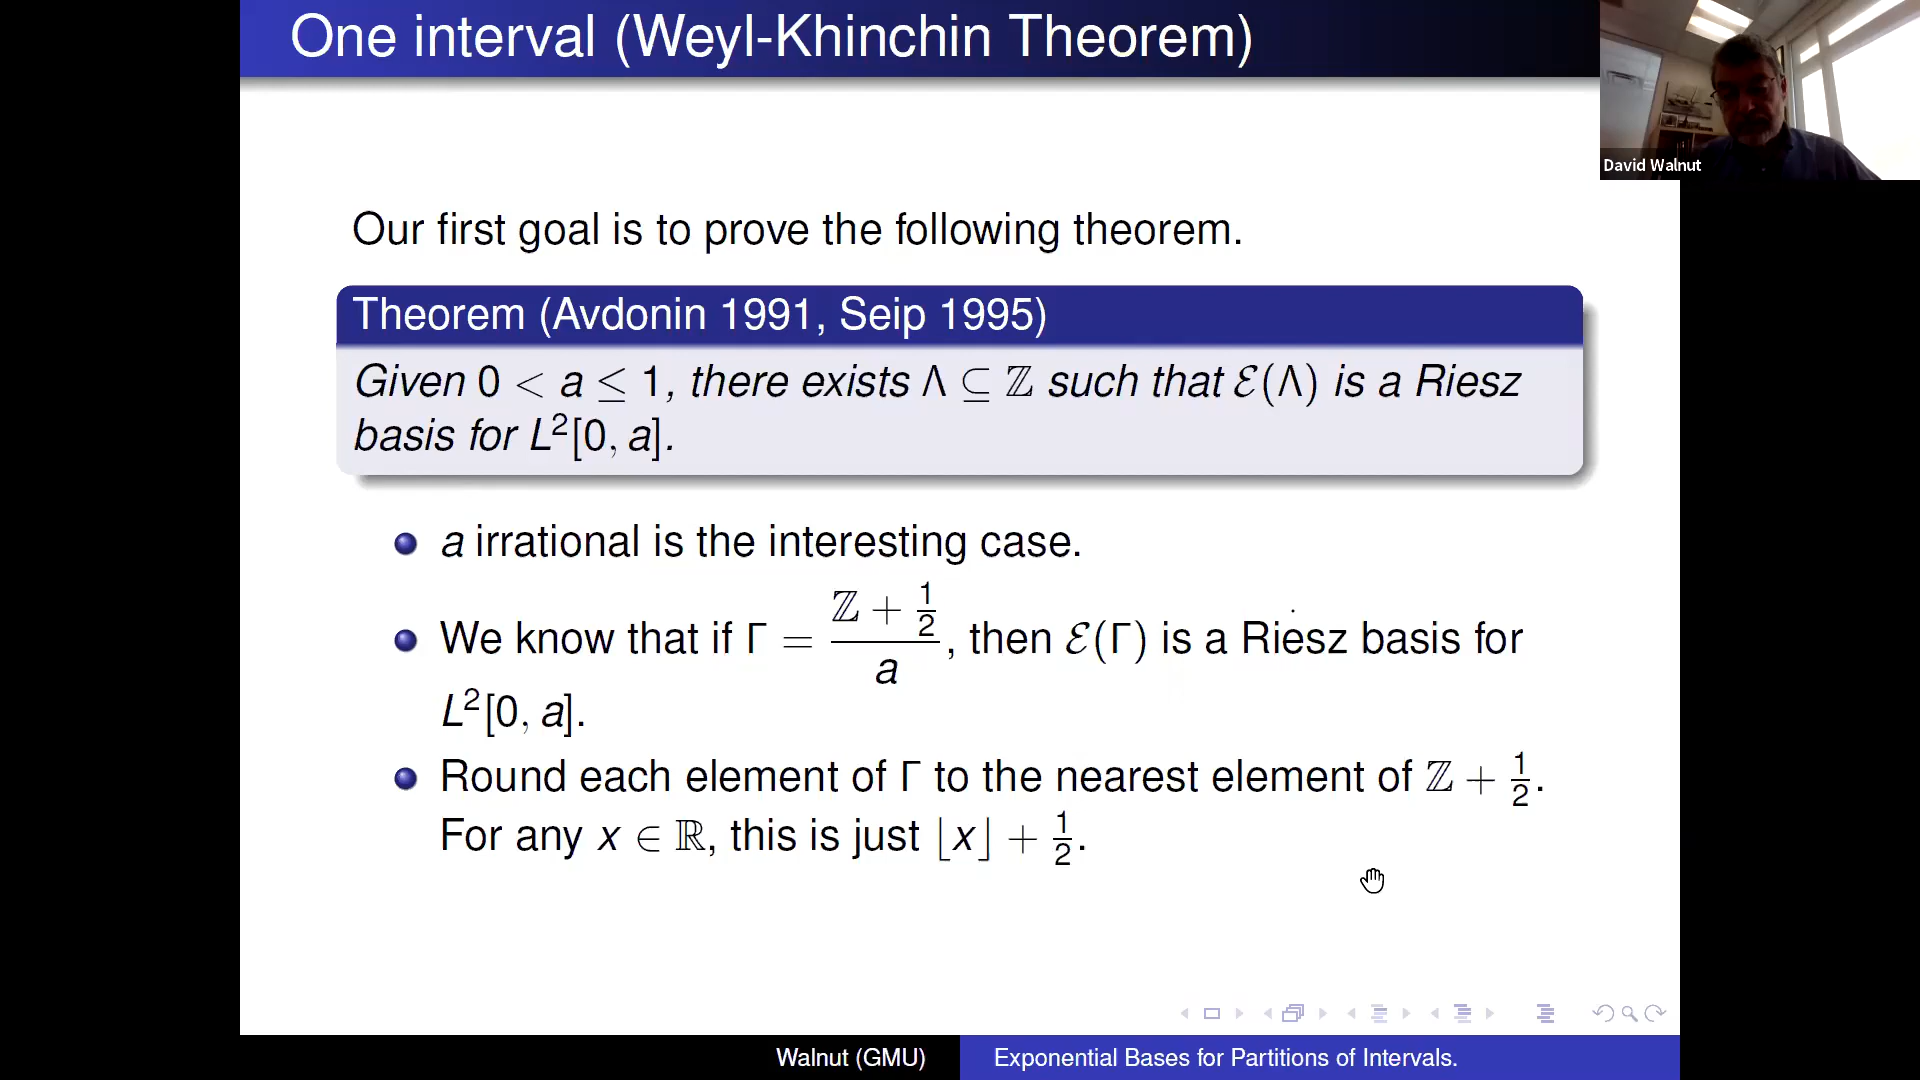 One interval (Weyl-Khinchin Theorem)
David Walnut
Our first goal is to prove the following theorem.
Theorem (Avdonin 1991, Seip 1995)
Given 0 < a ≤ 1, there exists Λ ⊆ ℤ such that ℰ(Λ) is a Riesz
basis for L²[0, a].
a irrational is the interesting case.
We know that if Γ = (ℤ + 1/2)/a, then ℰ(Γ) is a Riesz basis for
L²[0, a].
Round each element of Γ to the nearest element of ℤ + 1/2.
For any x ∈ ℝ, this is just ⌊x⌋ + 1/2.
Walnut (GMU)
Exponential Bases for Partitions of Intervals.